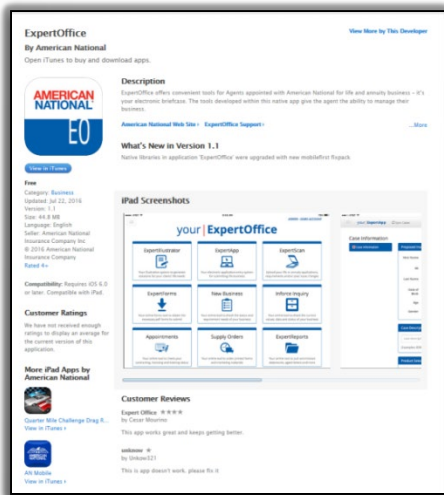 ExpertOffice
View More by This Developer
By American National
Open iTunes to buy and download apps.
AMERICAN
NATIONAL
EO
View in iTunes
Description
ExpertOffice offers convenient tools for Agents appointed with American National for life and annuity business - it's
your electronic briefcase. The tools developed within this native app give the agent the ability to manage their
business.
American National Web Site › ExpertOffice Support ›
...More
What's New in Version 1.1
Native libraries in application 'ExpertOffice' were upgraded with new mobilefirst fixpack
Free
Category: Business
Updated: Jul 22, 2016
Version: 1.1
Size: 44.8 MB
Language: English
Seller: American National
Insurance Company Inc
© 2016 American National
Insurance Company
Rated 4+
Compatibility: Requires iOS 6.0
or later. Compatible with iPad.
Customer Ratings
We have not received enough
ratings to display an average for
the current version of this
application.
More iPad Apps by
American National
Quarter Mile Challenge Drag R...
View in iTunes ›
AN Mobile
View in iTunes ›
iPad Screenshots
your|ExpertOffice
ExpertIllustrator
ExpertApp
ExpertScan
ExpertForms
New Business
Inforce Inquiry
Appointments
Supply Orders
ExpertReports
Case Information
Customer Reviews
Expert Office ★★★★
by Cesar Mourino
This app works great and keeps getting better.
unknow ★
by Unkow321
This is app doesn't work, please fix it